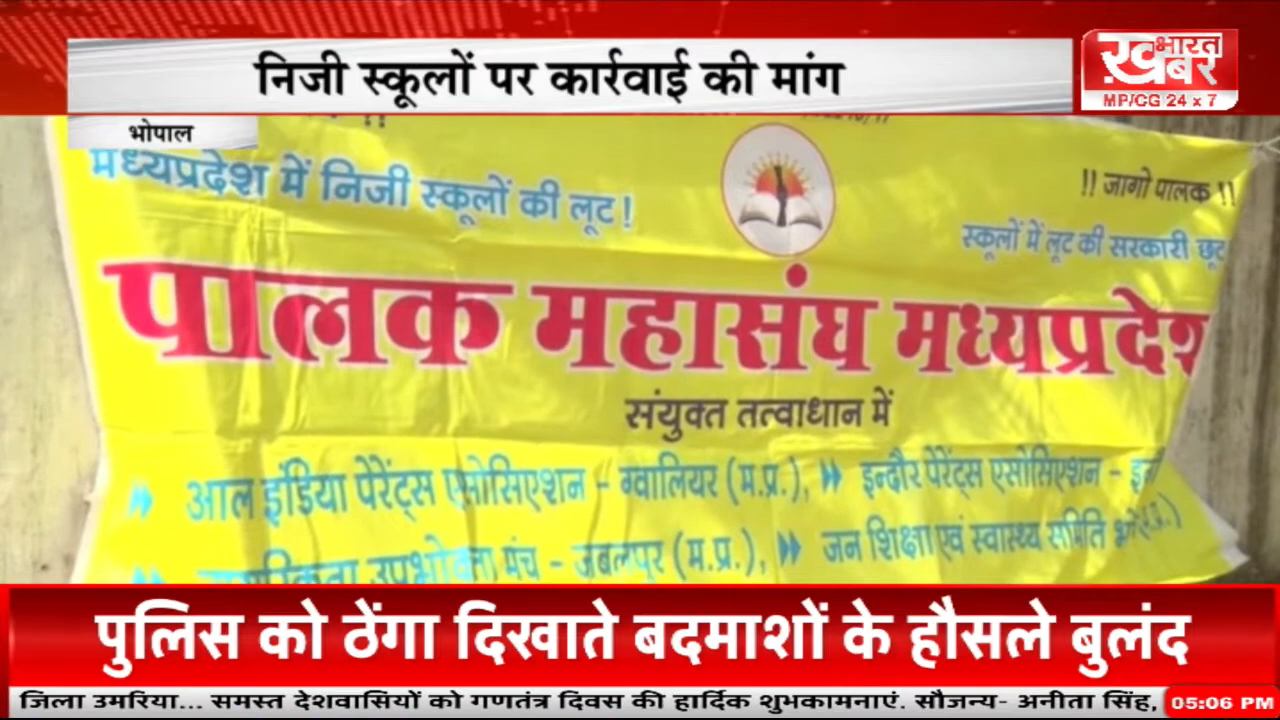 निजी स्कूलों पर कार्रवाई की मांग
भारत
ख़बर
MP/CG 24 x 7
भोपाल
!!
मध्यप्रदेश में निजी स्कूलों की लूट!
!! जागो पालक !!
स्कूलों में लूट की सरकारी छूट
पालक महासंघ मध्यप्रदेश
संयुक्त तत्वाधान में
आल इंडिया पेरेंट्स एसोसिएशन - ग्वालियर (म.प्र.), इन्दौर पेरेंट्स एसोसिएशन -
उपभोक्ता मंच - जबलपुर (म.प्र.), जन शिक्षा एवं स्वास्थ्य समिति
पुलिस को ठेंगा दिखाते बदमाशों के हौसले बुलंद
जिला उमरिया... समस्त देशवासियों को गणतंत्र दिवस की हार्दिक शुभकामनाएं. सौजन्य- अनीता सिंह,
05:06 PM